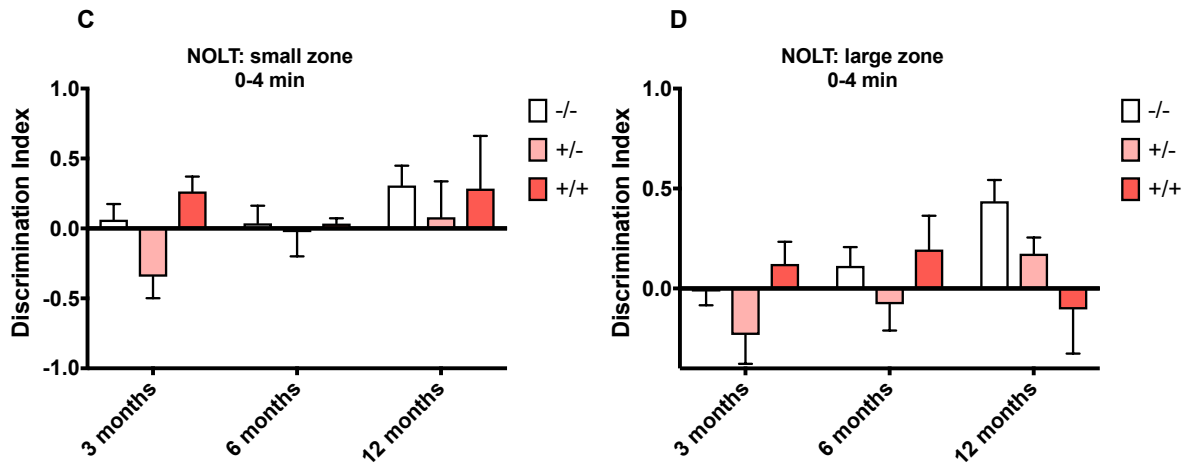 C
NOLT: small zone
0-4 min
Discrimination Index
1.0
0.5
0.0
-0.5
-1.0
3 months
6 months
12 months
-/-
+/-
+/+
D
NOLT: large zone
0-4 min
Discrimination Index
1.0
0.5
0.0
3 months
6 months
12 months
-/-
+/-
+/+